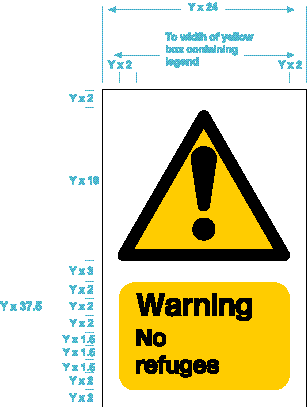 Y x 24
To width of yellow
box containing
legend
Y x 2 Y x 2
Y x 2
Y x 18
Y x 3
Y x 2
Y x 2
Y x 37.5
Y x 2
Y x 1.5
Y x 1.5
Y x 1.5
Y x 2
Y x 2
Warning
No
refuges